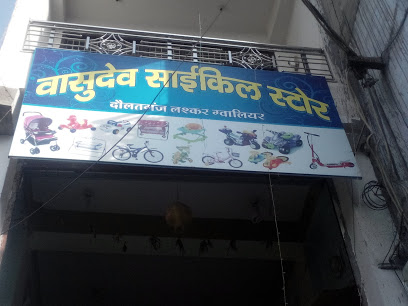 वासुदेव साईकिल स्टोर
दौलतगंज लश्कर ग्वालियर